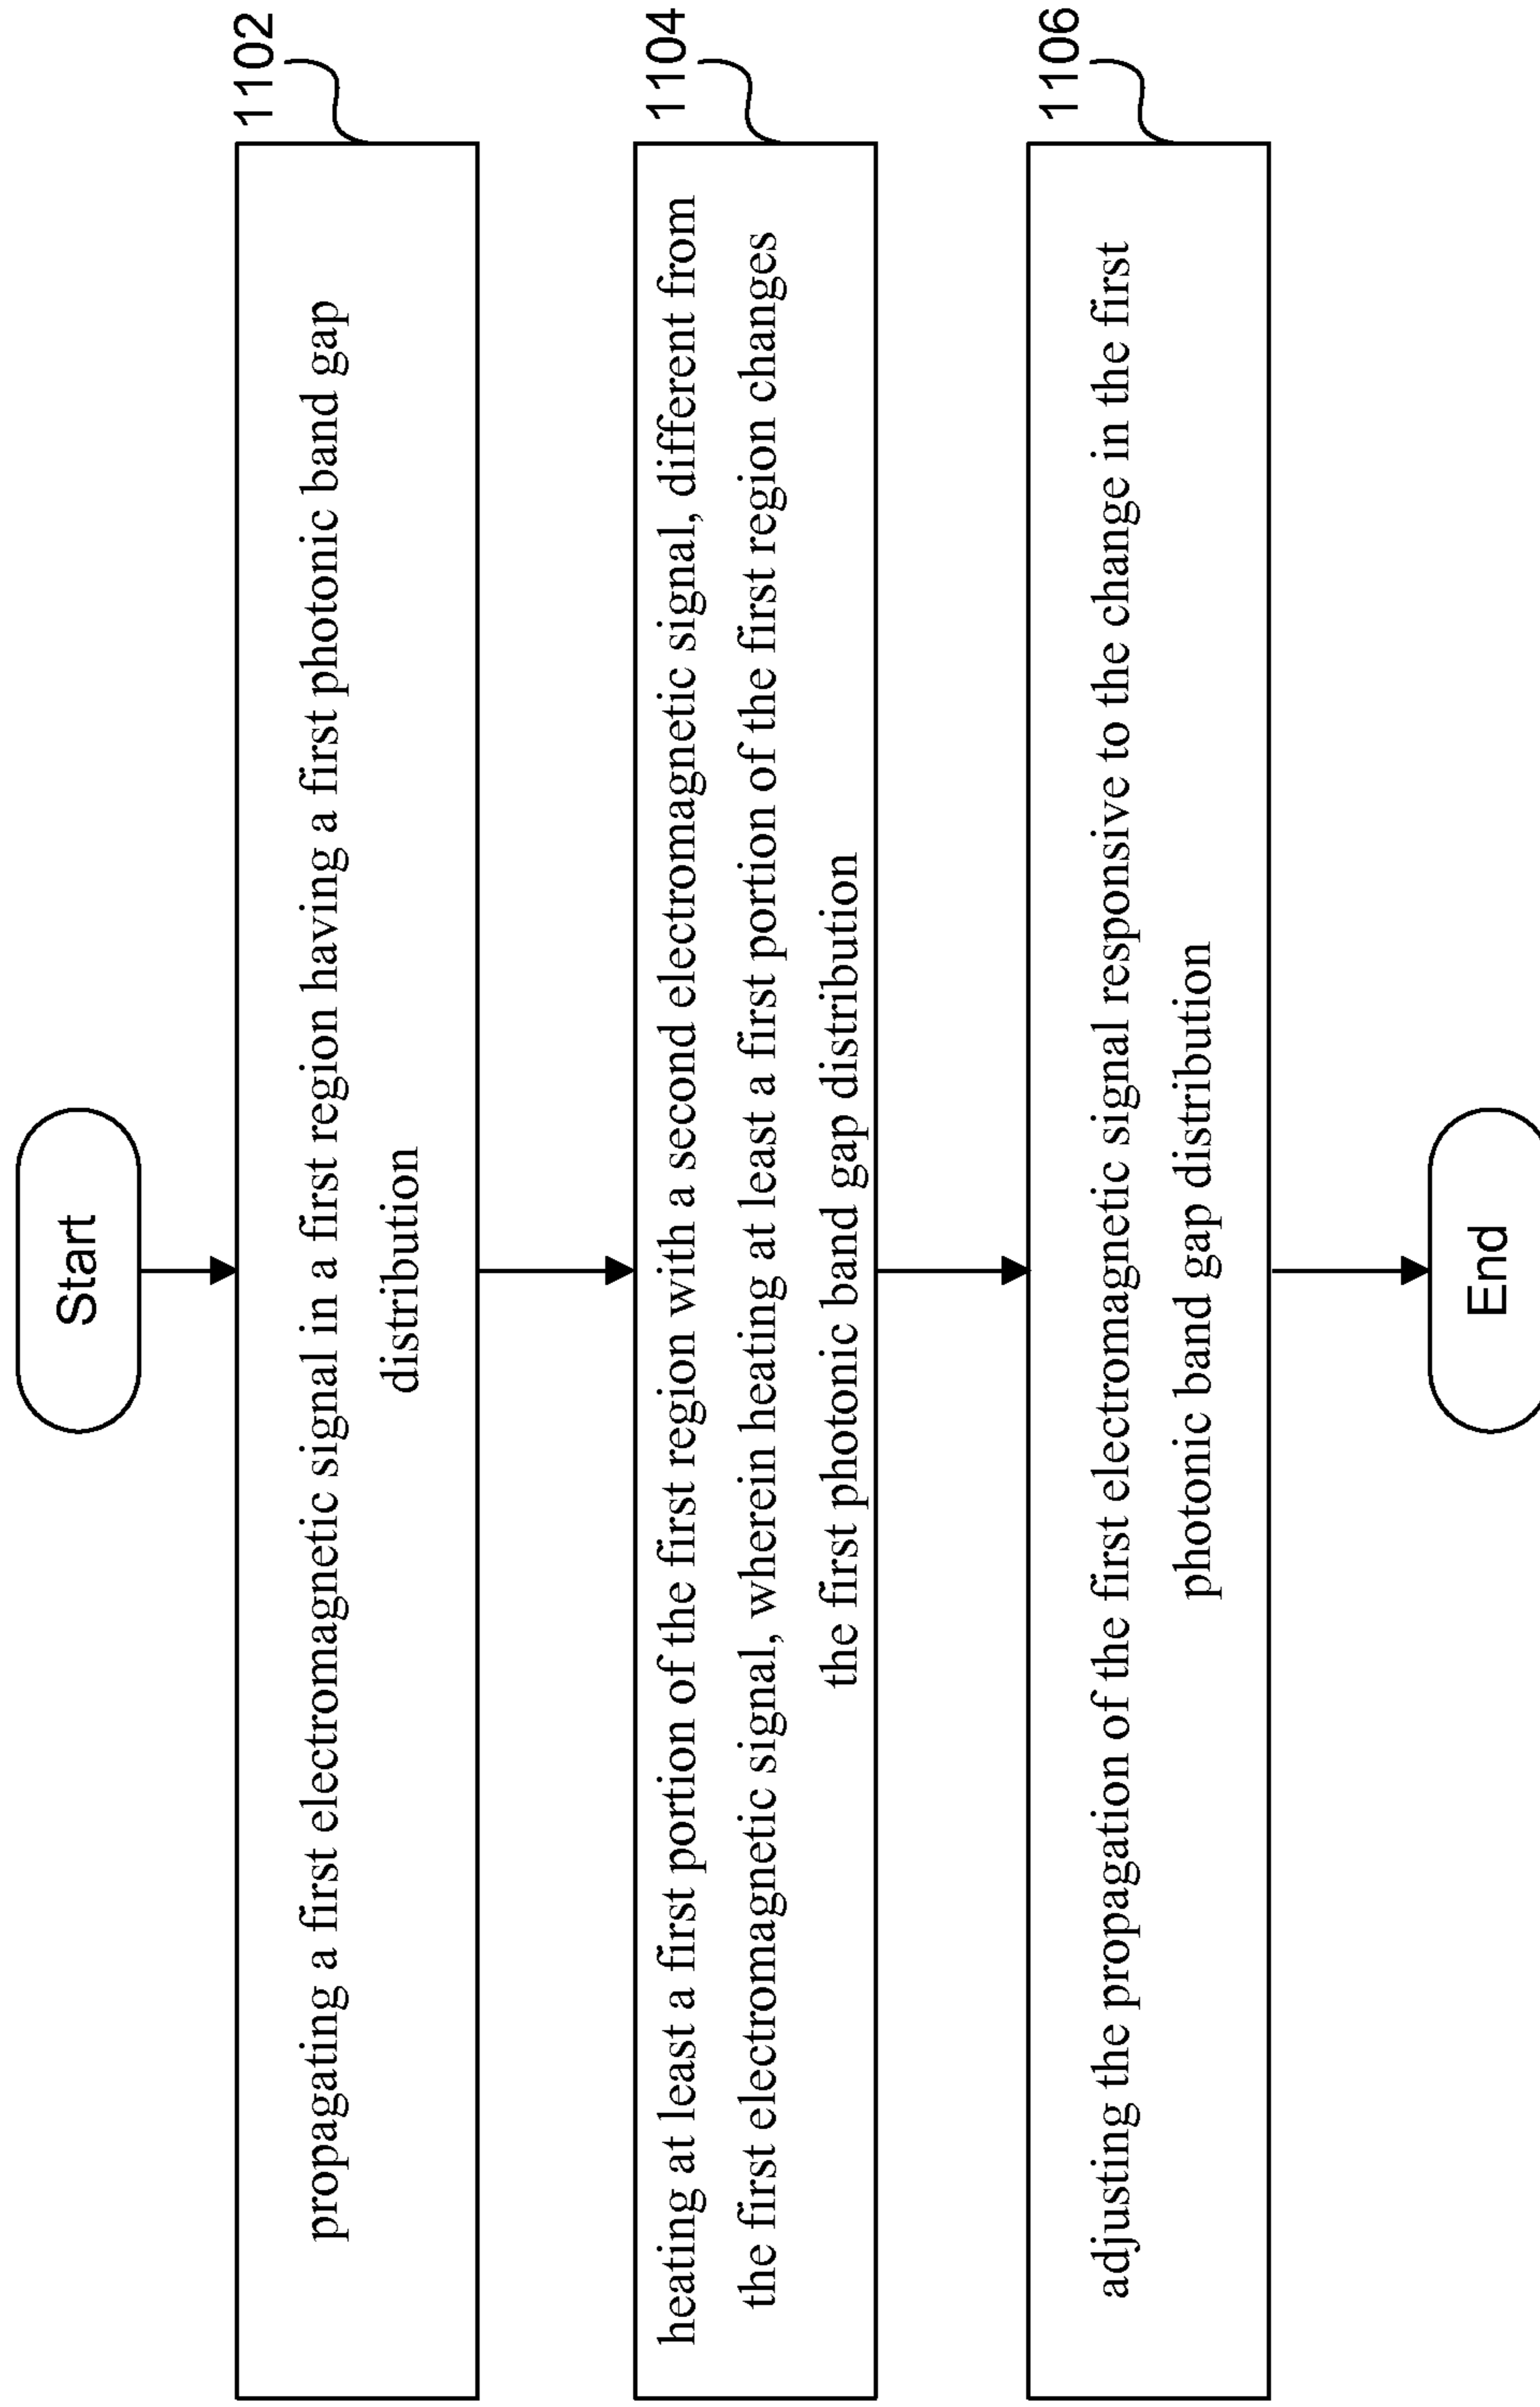 Start
1102
propagating a first electromagnetic signal in a first region having a first photonic band gap
distribution
1104
heating at least a first portion of the first region with a second electromagnetic signal, different from
the first electromagnetic signal, wherein heating at least a first portion of the first region changes
the first photonic band gap distribution
1106
adjusting the propagation of the first electromagnetic signal responsive to the change in the first
photonic band gap distribution
End